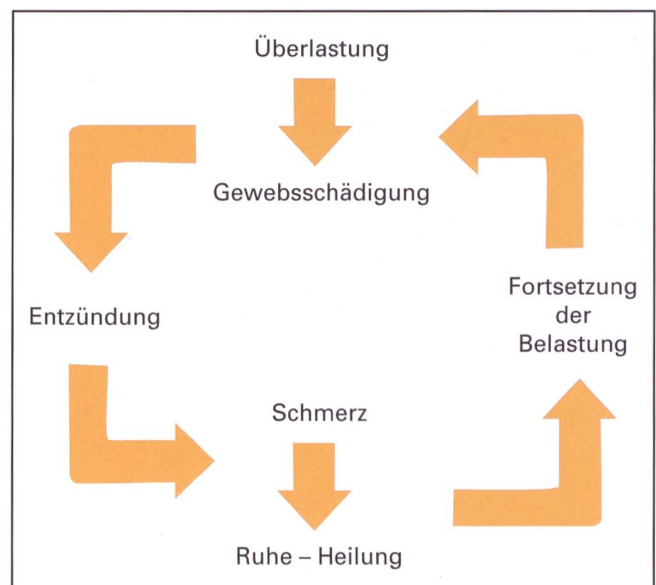 Überlastung
Gewebsschädigung
Entzündung
Fortsetzung
der
Belastung
Schmerz
Ruhe – Heilung